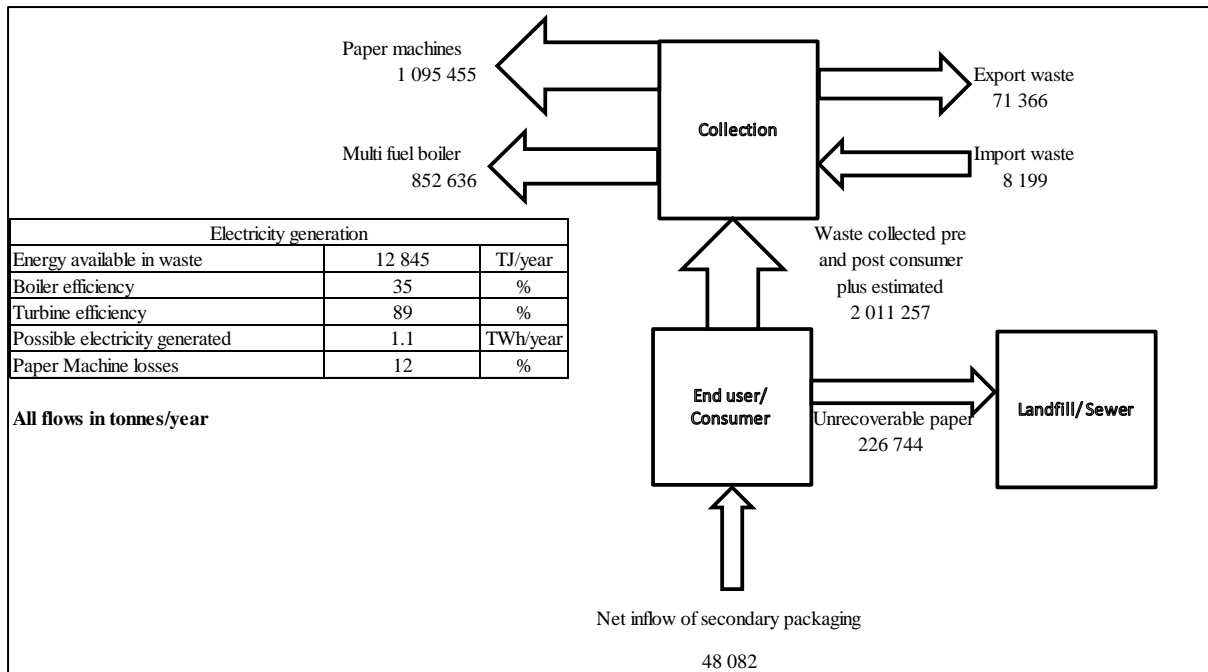 Paper machines
1 095 455
Export waste
71 366
Collection
Multi fuel boiler
852 636
Import waste
8 199
Electricity generation
Energy available in waste 12 845 TJ/year
Boiler efficiency 35 %
Turbine efficiency 89 %
Possible electricity generated 1.1 TWh/year
Paper Machine losses 12 %
Waste collected pre
and post consumer
plus estimated
2 011 257
All flows in tonnes/year
End user/
Consumer
Unrecoverable paper
226 744
Landfill/ Sewer
Net inflow of secondary packaging
48 082